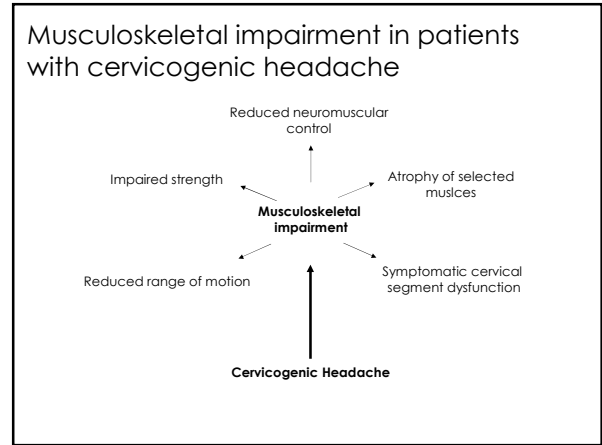 Musculoskeletal impairment in patients
with cervicogenic headache
Reduced neuromuscular
control
Impaired strength
Atrophy of selected
muslces
Musculoskeletal
impairment
Reduced range of motion
Symptomatic cervical
segment dysfunction
Cervicogenic Headache